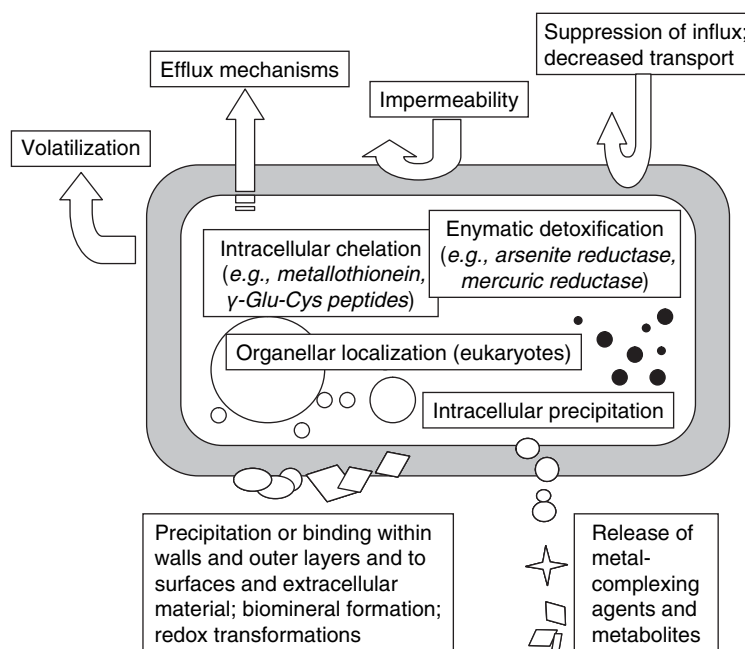 Suppression of influx;
decreased transport
Efflux mechanisms
Impermeability
Volatilization
Enymatic detoxification
(e.g., arsenite reductase,
mercuric reductase)
Intracellular chelation
(e.g., metallothionein,
γ-Glu-Cys peptides)
Organellar localization (eukaryotes)
Intracellular precipitation
Precipitation or binding within
walls and outer layers and to
surfaces and extracellular
material; biomineral formation;
redox transformations
Release of
metal-
complexing
agents and
metabolites